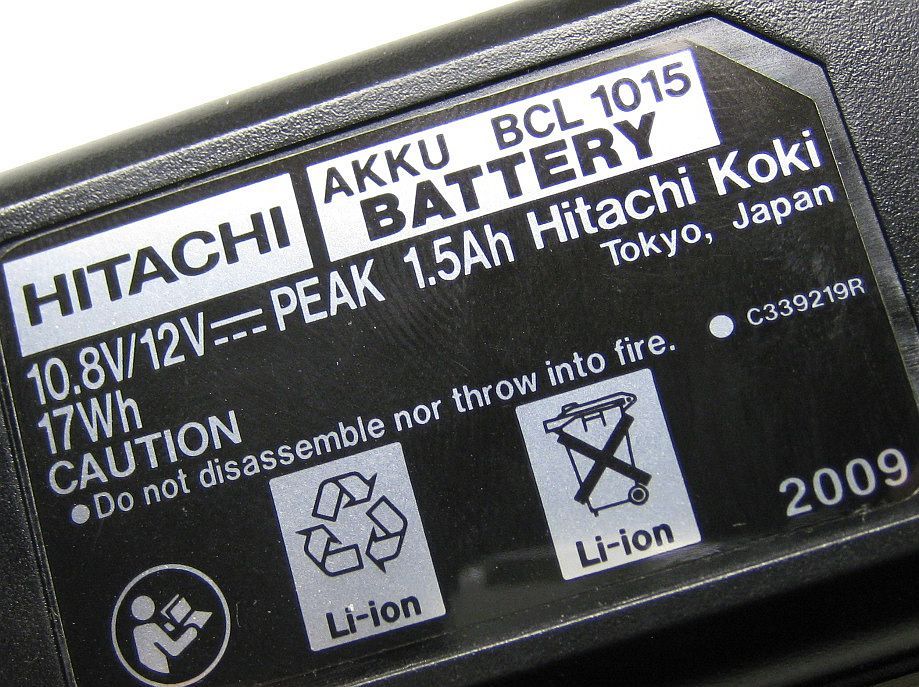 HITACHI
AKKU BCL 1015
BATTERY
10.8V/12V⎓PEAK 1.5Ah Hitachi Koki
17Wh
Tokyo, Japan
CAUTION
●Do not disassemble nor throw into fire.
● C339219R
Li-ion
Li-ion
2009